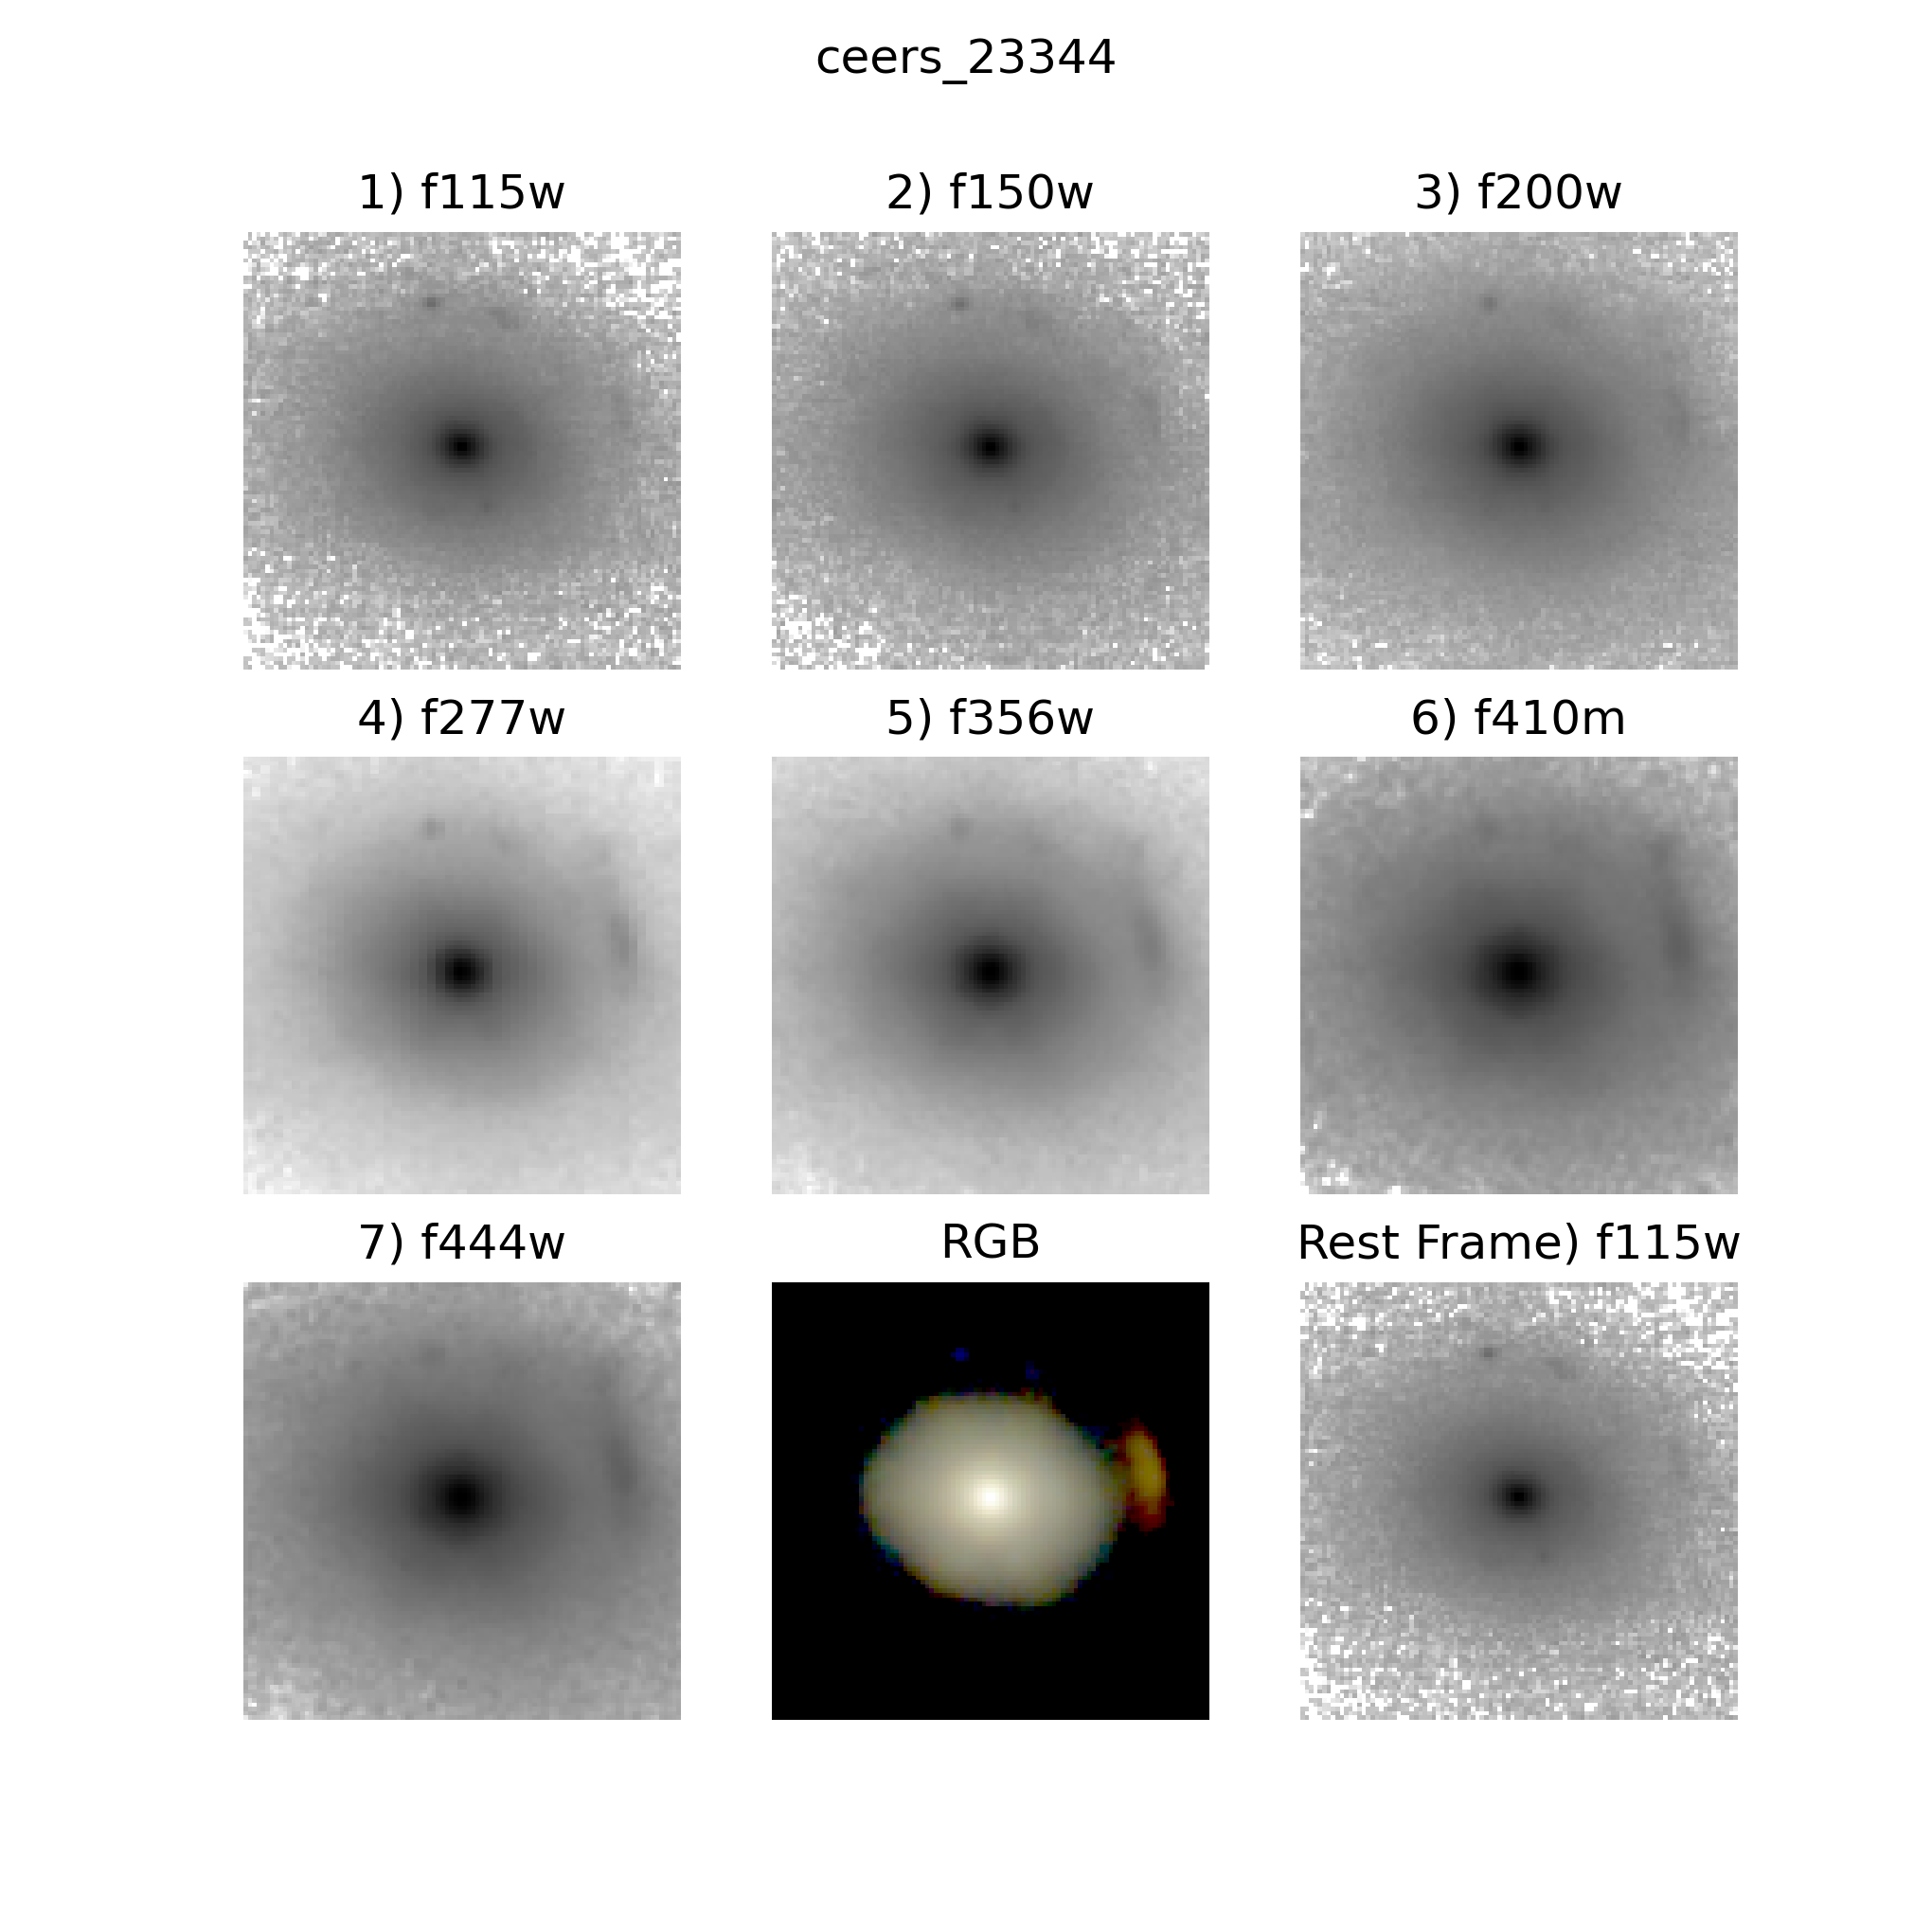 ceers_23344
1) f115w
2) f150w
3) f200w
4) f277w
5) f356w
6) f410m
7) f444w
RGB
Rest Frame) f115w